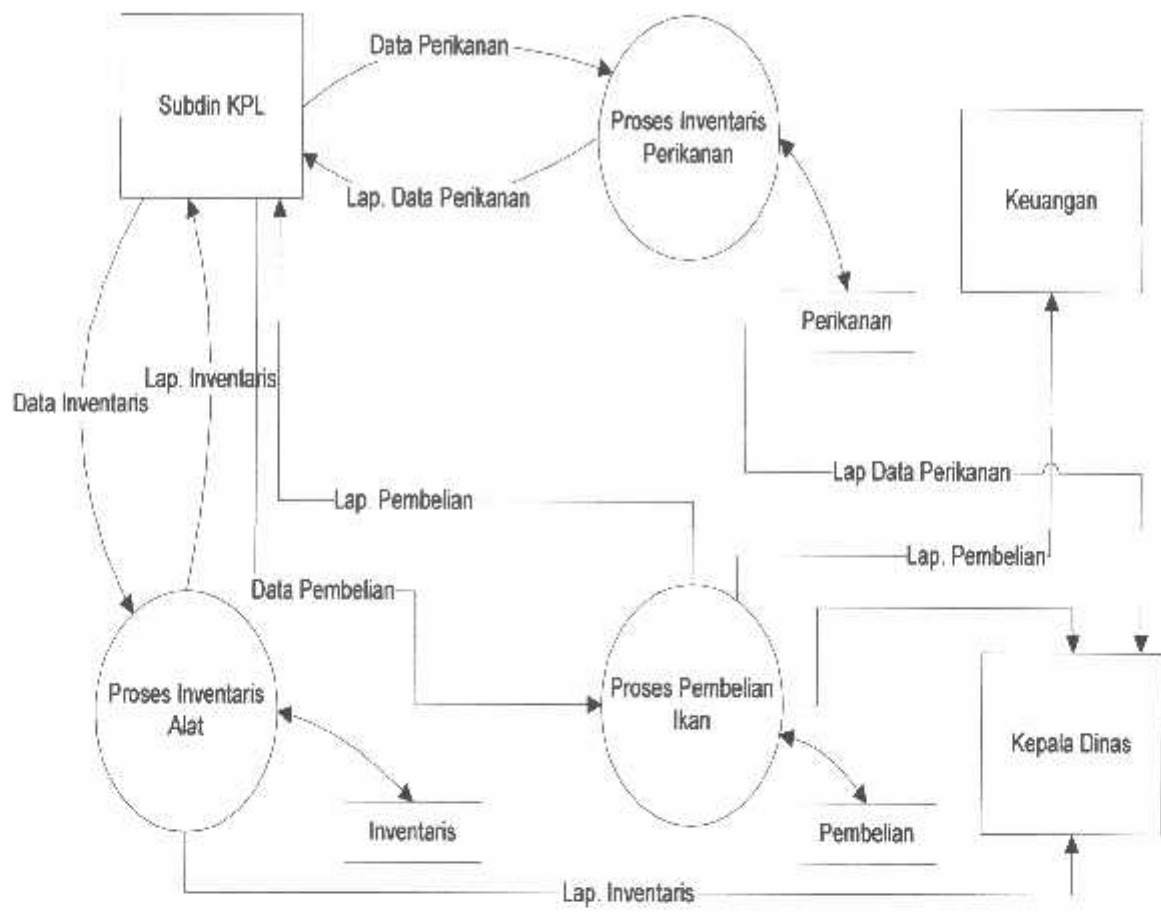 Data Perikanan
Subdin KPL
Proses Inventaris
Perikanan
Lap. Data Perikanan
Keuangan
Perikanan
Lap. Inventaris
Data Inventaris
Lap Data Perikanan
Lap. Pembelian
Lap. Pembelian
Data Pembelian
Proses Inventaris
Alat
Proses Pembelian
Ikan
Kepala Dinas
Inventaris
Pembelian
Lap. Inventaris